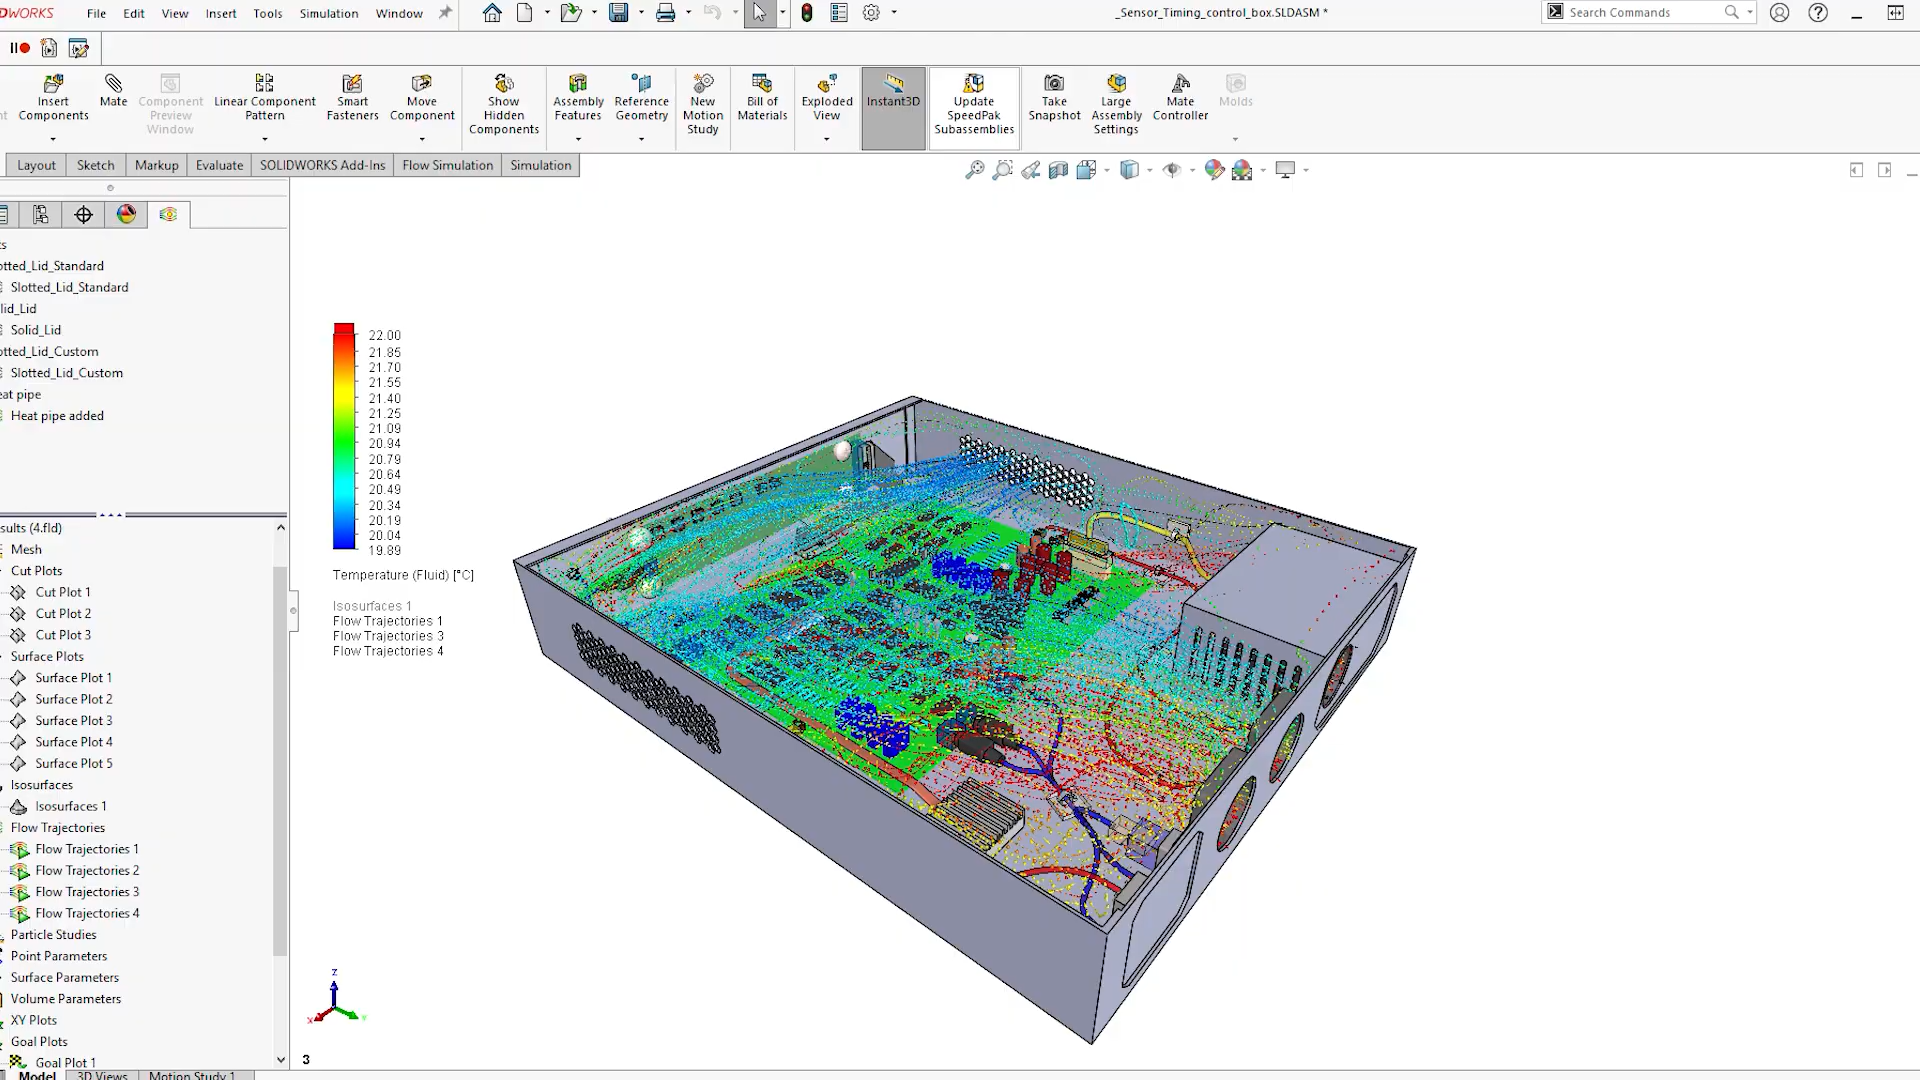 DWORKS File Edit View Insert Tools Simulation Window _Sensor_Timing_control_box.SLDASM * Search Commands
Insert Components
Mate
Component Preview Window
Linear Component Pattern
Smart Fasteners
Move Component
Show Hidden Components
Assembly Features
Reference Geometry
New Motion Study
Bill of Materials
Exploded View
Instant3D
Update SpeedPak Subassemblies
Take Snapshot
Large Assembly Settings
Mate Controller
Molds
Layout Sketch Markup Evaluate SOLIDWORKS Add-Ins Flow Simulation Simulation
ts
otted_Lid_Standard
Slotted_Lid_Standard
lid_Lid
Solid_Lid
otted_Lid_Custom
Slotted_Lid_Custom
eat pipe
Heat pipe added
sults (4.fld)
Mesh
Cut Plots
Cut Plot 1
Cut Plot 2
Cut Plot 3
Surface Plots
Surface Plot 1
Surface Plot 2
Surface Plot 3
Surface Plot 4
Surface Plot 5
Isosurfaces
Isosurfaces 1
Flow Trajectories
Flow Trajectories 1
Flow Trajectories 2
Flow Trajectories 3
Flow Trajectories 4
Particle Studies
Point Parameters
Surface Parameters
Volume Parameters
XY Plots
Goal Plots
Goal Plot 1
22.00
21.85
21.70
21.55
21.40
21.25
21.09
20.94
20.79
20.64
20.49
20.34
20.19
20.04
19.89
Temperature (Fluid) [°C]
Isosurfaces 1
Flow Trajectories 1
Flow Trajectories 3
Flow Trajectories 4
Z
X
Y
3
Model 3D Views Motion Study 1